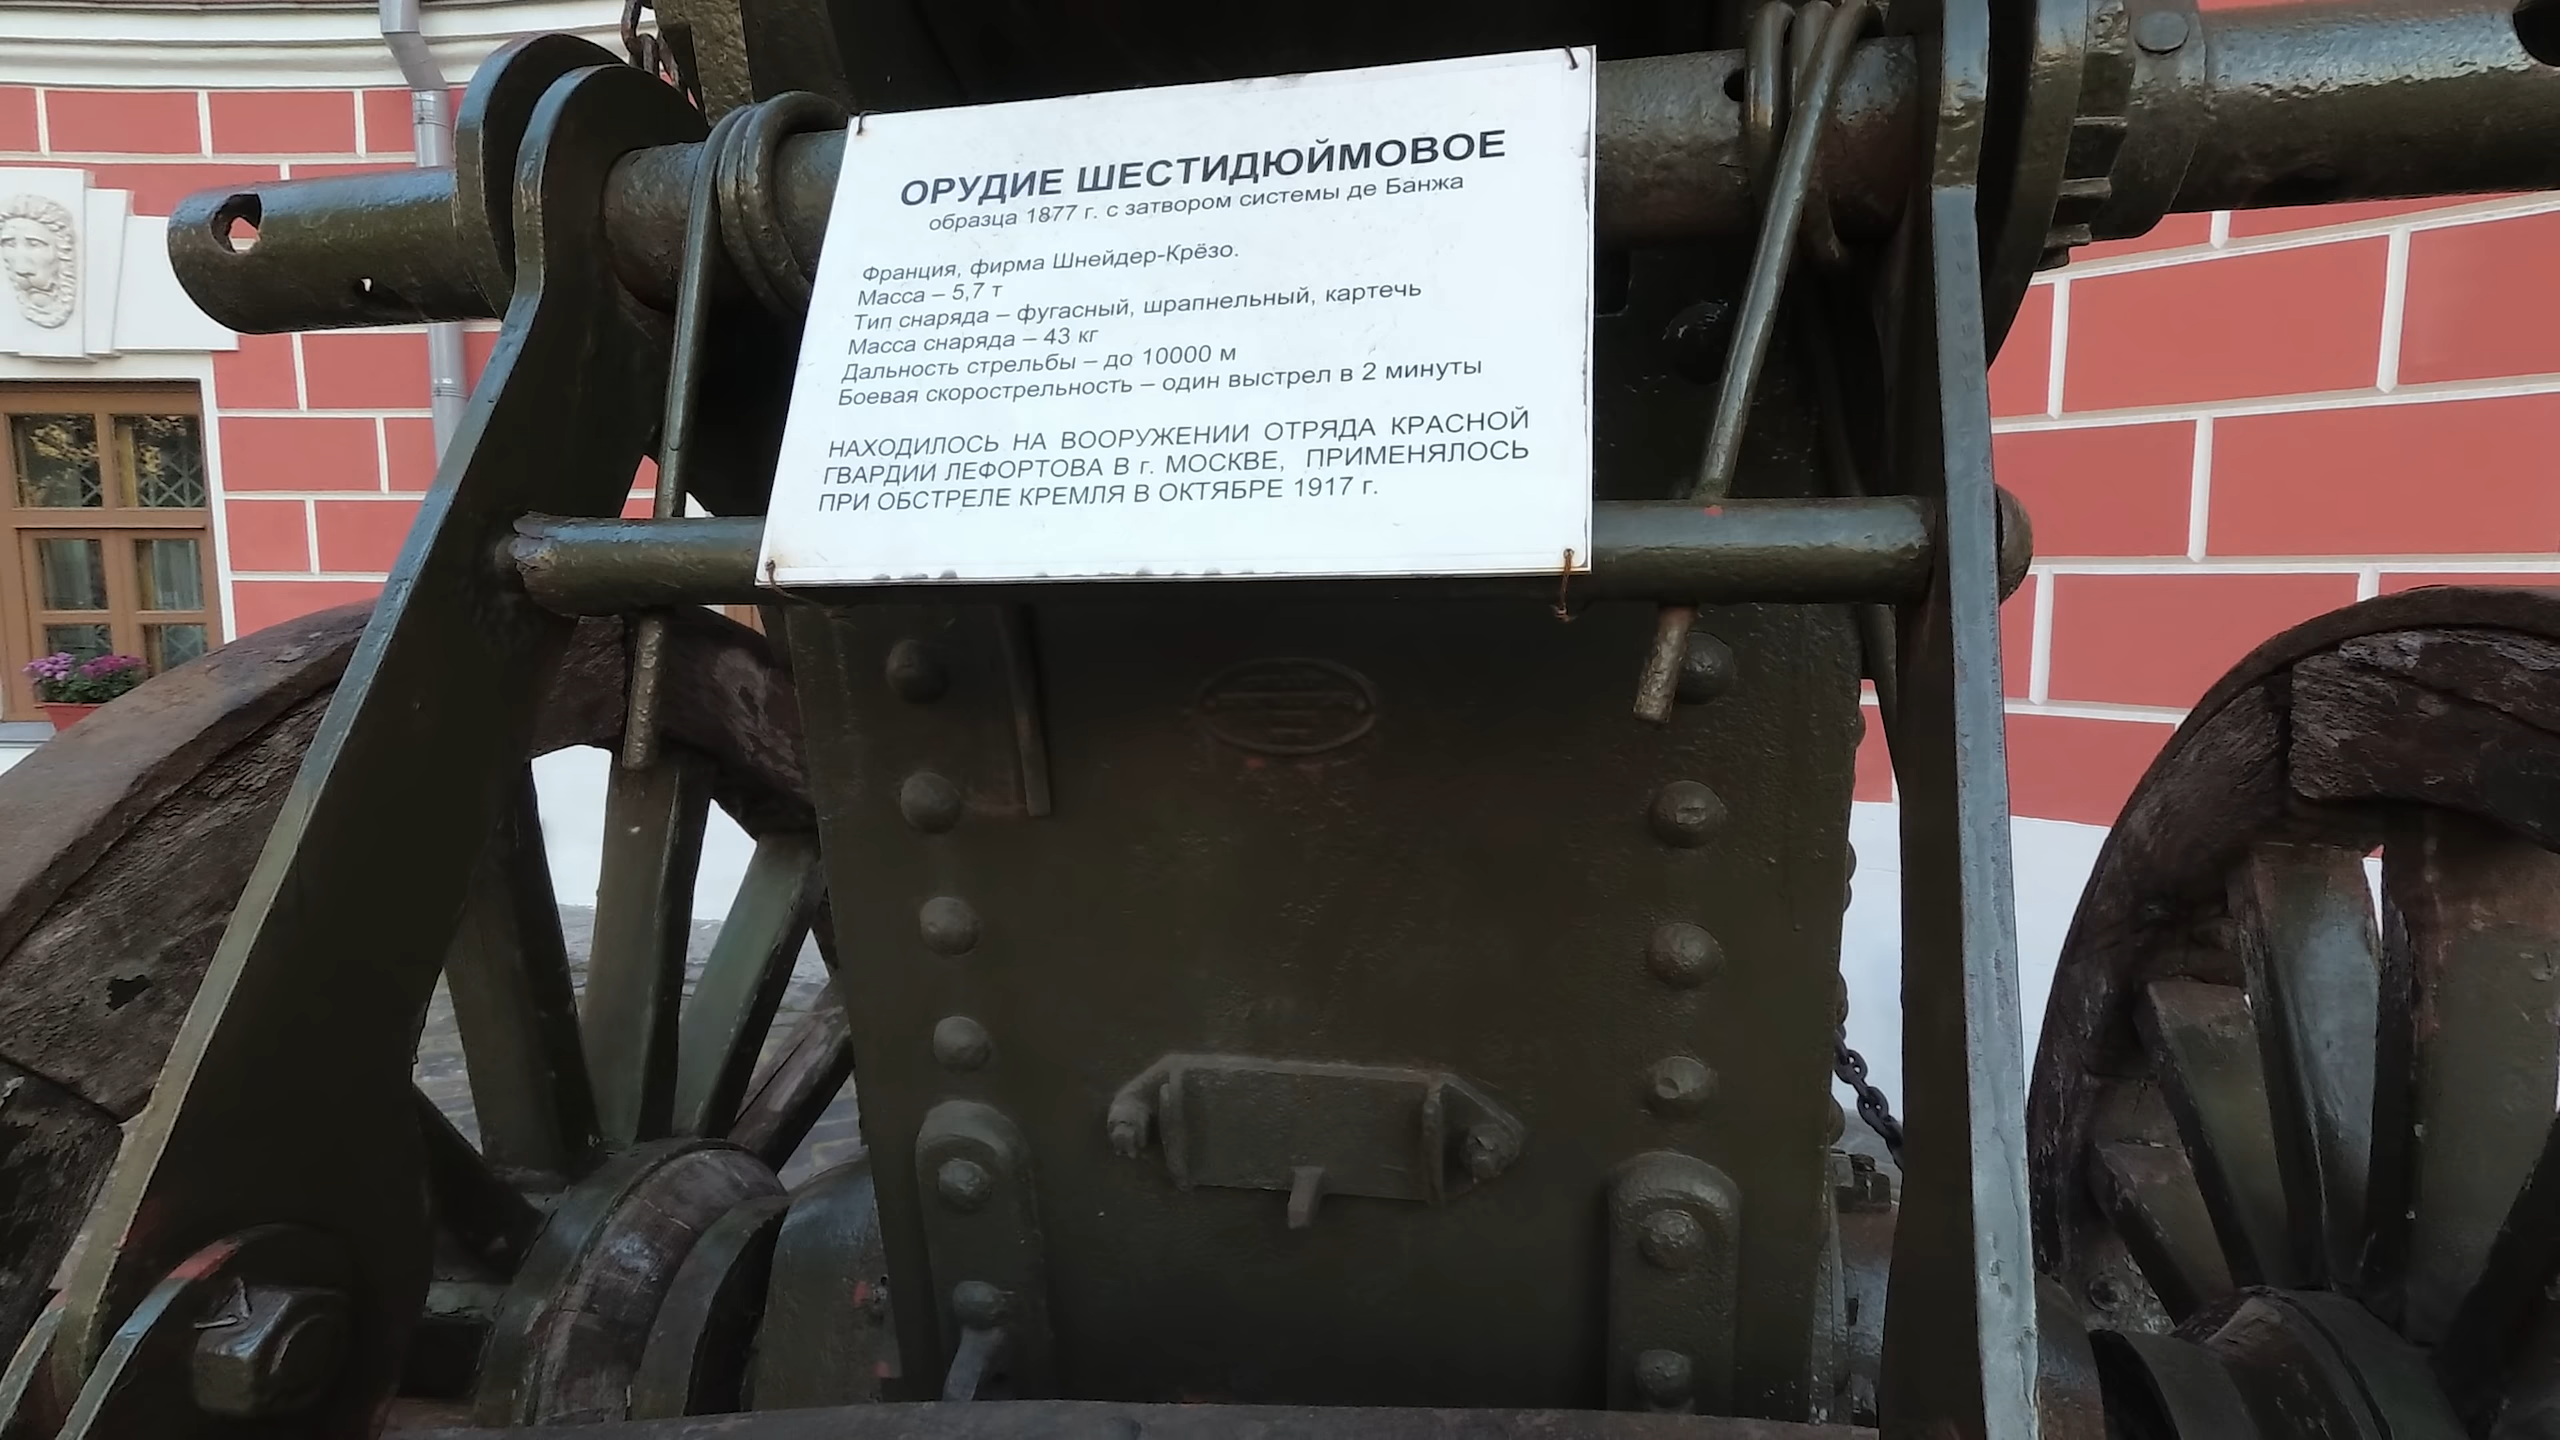 ОРУДИЕ ШЕСТИДЮЙМОВОЕ
образца 1877 г. с затвором системы де Банжа
Франция, фирма Шнейдер-Крёзо.
Масса – 5,7 т
Тип снаряда – фугасный, шрапнельный, картечь
Масса снаряда – 43 кг
Дальность стрельбы – до 10000 м
Боевая скорострельность – один выстрел в 2 минуты
НАХОДИЛОСЬ НА ВООРУЖЕНИИ ОТРЯДА КРАСНОЙ
ГВАРДИИ ЛЕФОРТОВА В г. МОСКВЕ, ПРИМЕНЯЛОСЬ
ПРИ ОБСТРЕЛЕ КРЕМЛЯ В ОКТЯБРЕ 1917 г.